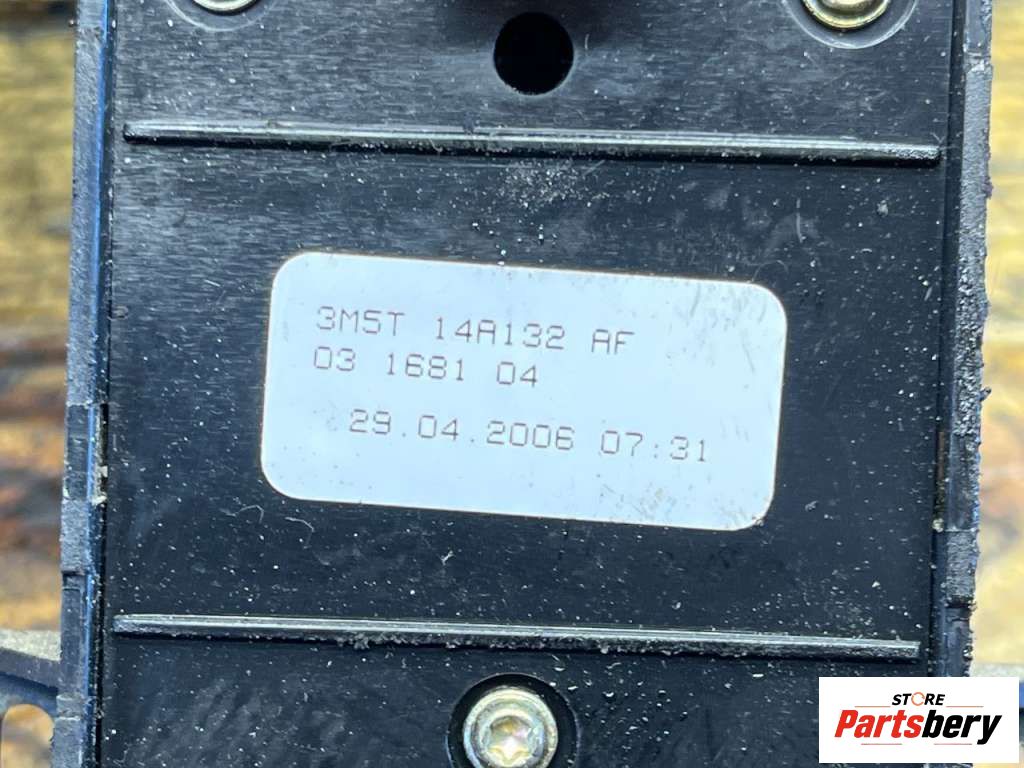 3M5T 14A132 AF
03 1681 04
29.04.2006 07:31
STORE
Partsbery